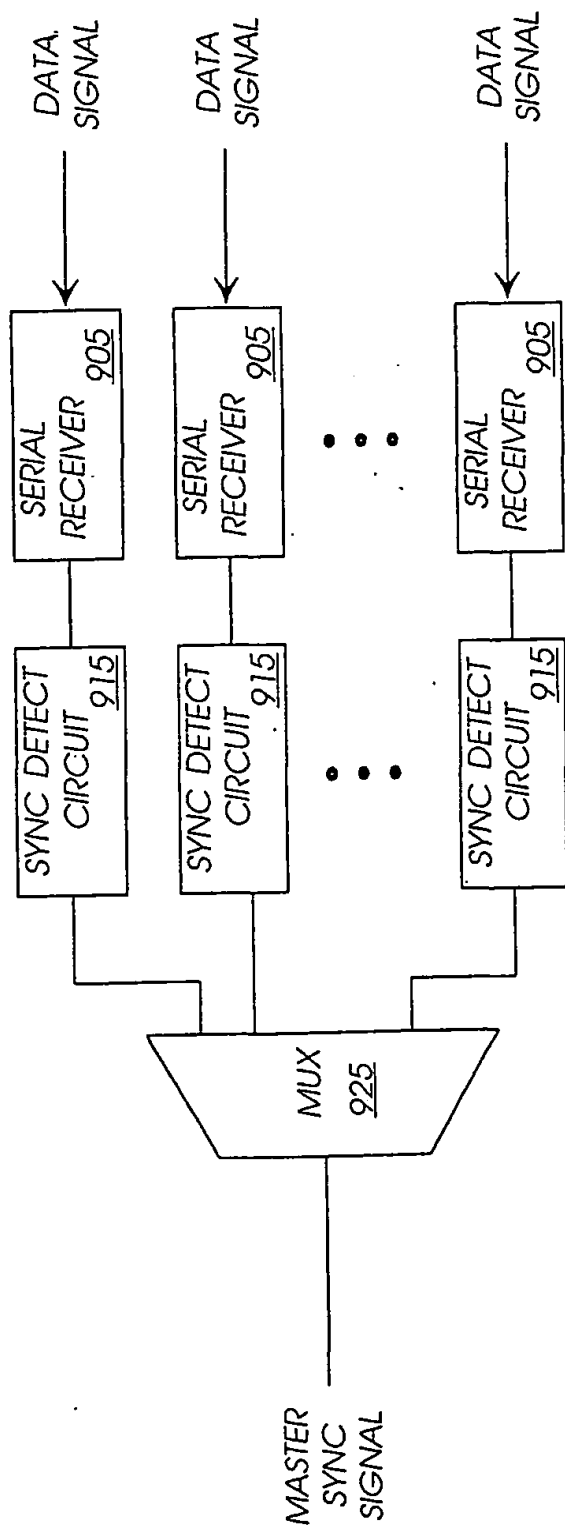 DATA.
SIGNAL
SERIAL
RECEIVER
905
SYNC DETECT
CIRCUIT
915
DATA
SIGNAL
SERIAL
RECEIVER
905
SYNC DETECT
CIRCUIT
915
DATA
SIGNAL
SERIAL
RECEIVER
905
SYNC DETECT
CIRCUIT
915
MUX
925
MASTER
SYNC
SIGNAL